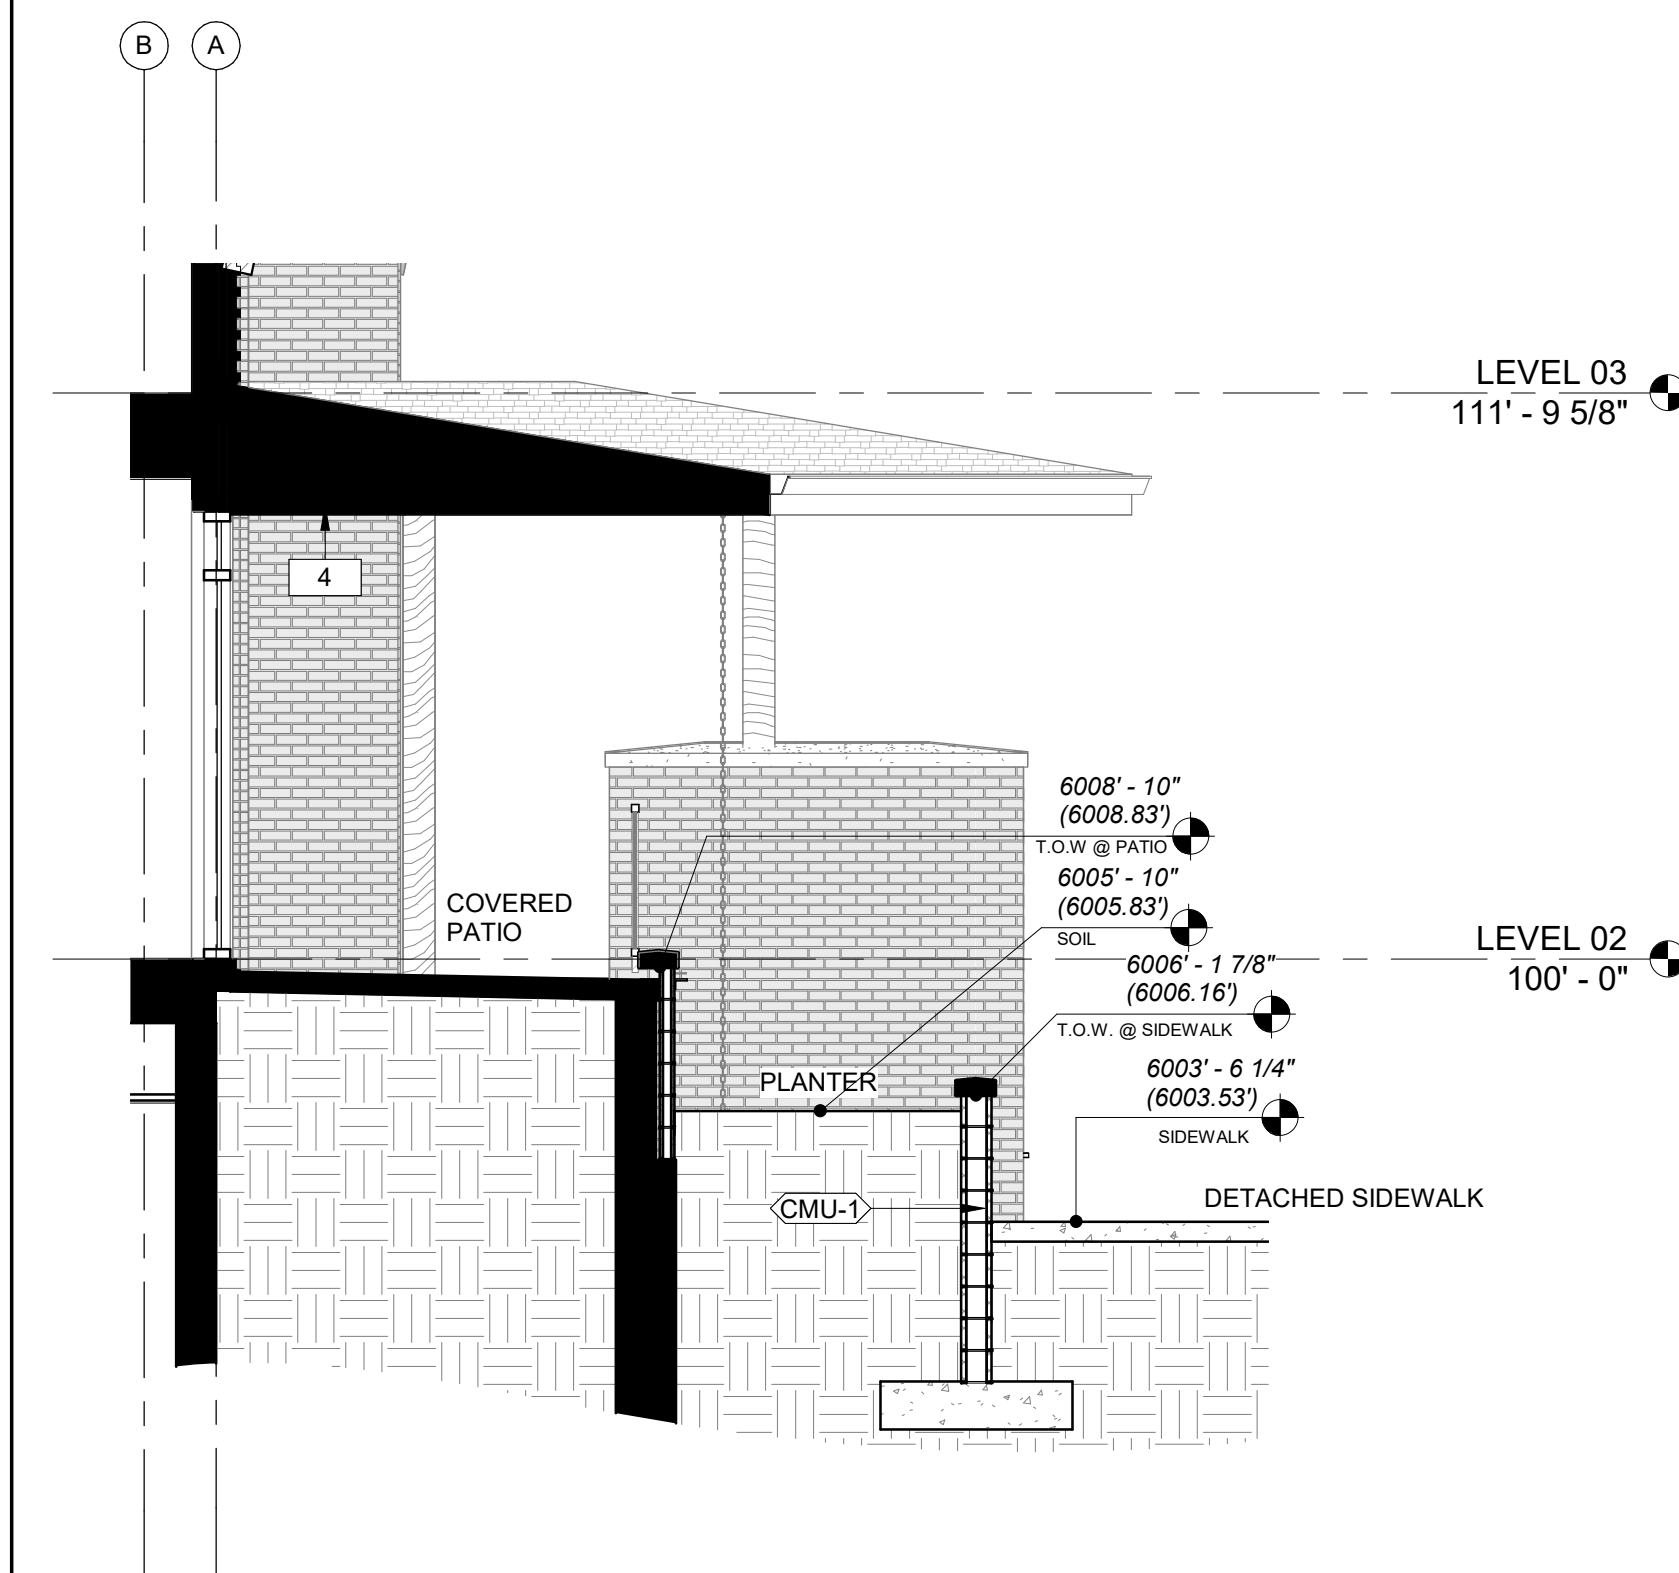 B
A
LEVEL 03
111' - 9 5/8"
4
6008' - 10"
(6008.83')
T.O.W @ PATIO
6005' - 10"
(6005.83')
SOIL
COVERED
PATIO
LEVEL 02
100' - 0"
6006' - 1 7/8"
(6006.16')
T.O.W. @ SIDEWALK
6003' - 6 1/4"
(6003.53')
SIDEWALK
PLANTER
CMU-1
DETACHED SIDEWALK